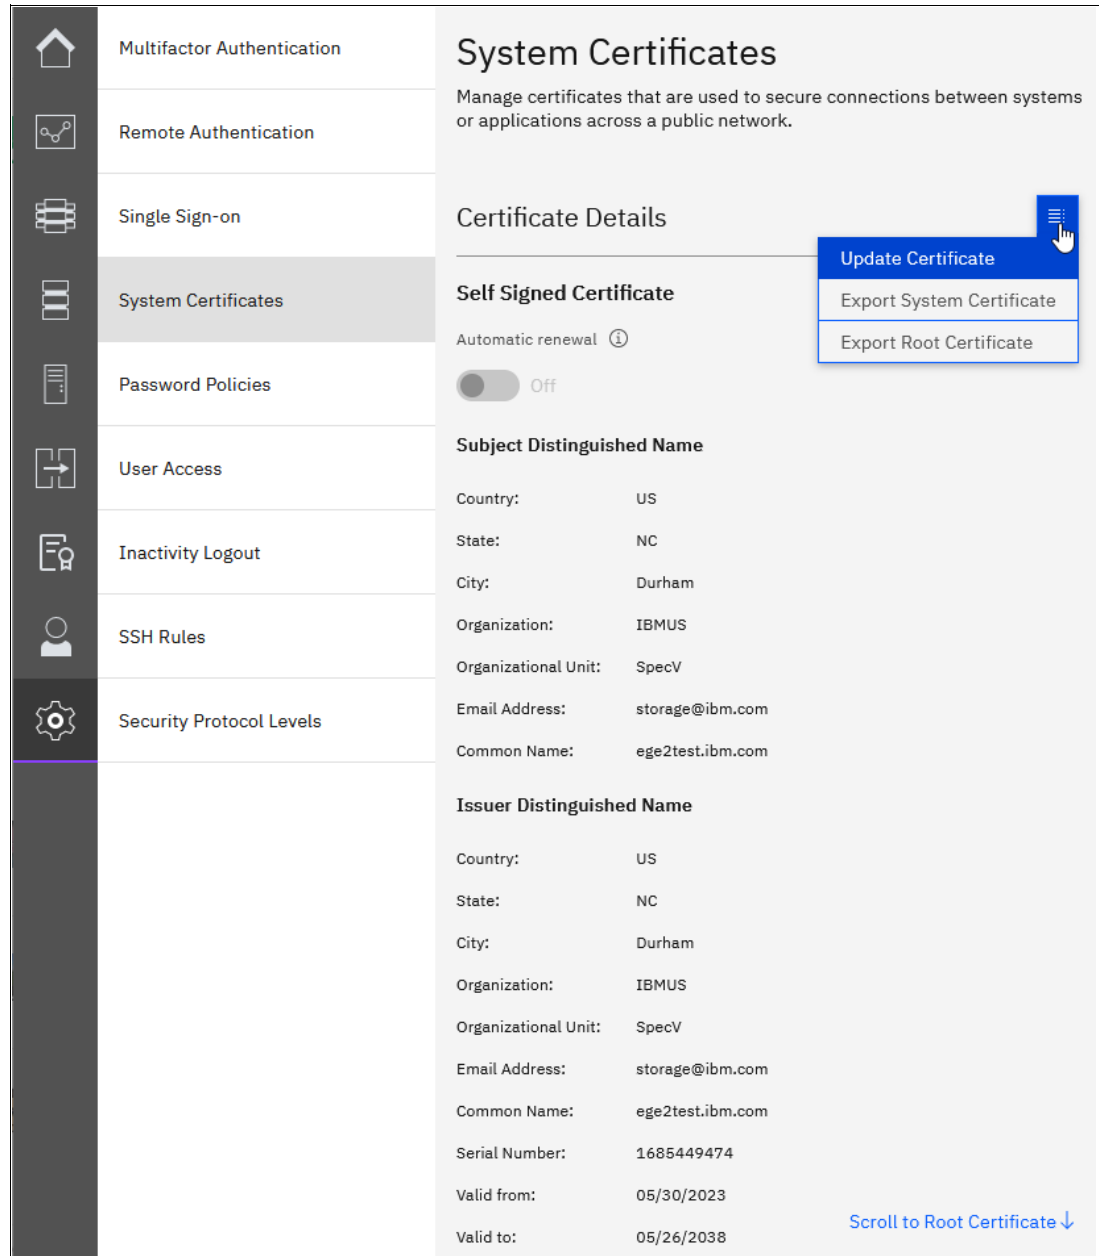 Multifactor Authentication
Remote Authentication
Single Sign-on
System Certificates
Password Policies
User Access
Inactivity Logout
SSH Rules
Security Protocol Levels
System Certificates
Manage certificates that are used to secure connections between systems
or applications across a public network.
Certificate Details
Update Certificate
Export System Certificate
Export Root Certificate
Self Signed Certificate
Automatic renewal
Off
Subject Distinguished Name
Country: US
State: NC
City: Durham
Organization: IBMUS
Organizational Unit: SpecV
Email Address: storage@ibm.com
Common Name: ege2test.ibm.com
Issuer Distinguished Name
Country: US
State: NC
City: Durham
Organization: IBMUS
Organizational Unit: SpecV
Email Address: storage@ibm.com
Common Name: ege2test.ibm.com
Serial Number: 1685449474
Valid from: 05/30/2023
Valid to: 05/26/2038
Scroll to Root Certificate↓